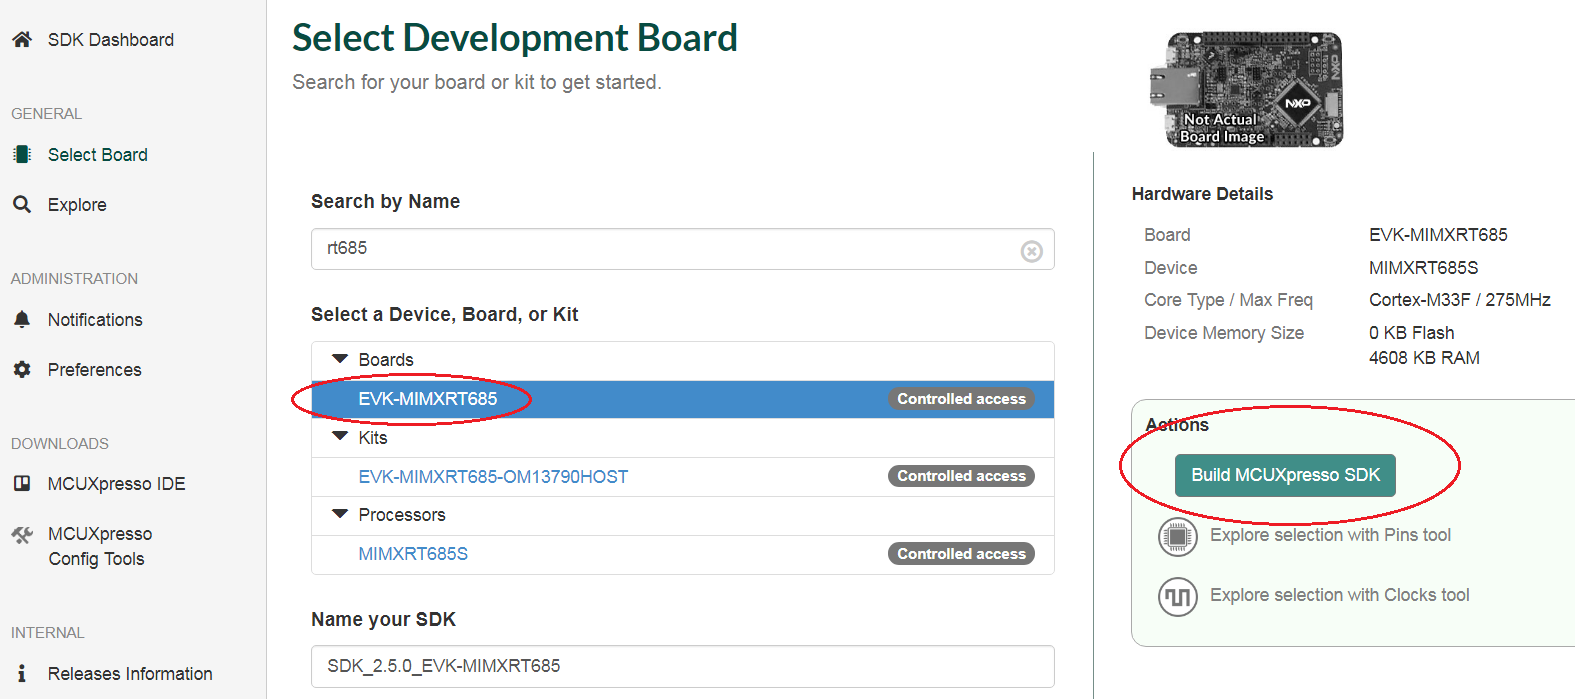 SDK Dashboard
GENERAL
Select Board
Explore
ADMINISTRATION
Notifications
Preferences
DOWNLOADS
MCUXpresso IDE
MCUXpresso
Config Tools
INTERNAL
Releases Information
Select Development Board
Search for your board or kit to get started.
Search by Name
rt685
Select a Device, Board, or Kit
Boards
EVK-MIMXRT685 Controlled access
Kits
EVK-MIMXRT685-OM13790HOST Controlled access
Processors
MIMXRT685S Controlled access
Name your SDK
SDK_2.5.0_EVK-MIMXRT685
NXP
NXP
Not Actual
Board Image
Hardware Details
Board EVK-MIMXRT685
Device MIMXRT685S
Core Type / Max Freq Cortex-M33F / 275MHz
Device Memory Size 0 KB Flash
4608 KB RAM
Actions
Build MCUXpresso SDK
Explore selection with Pins tool
Explore selection with Clocks tool